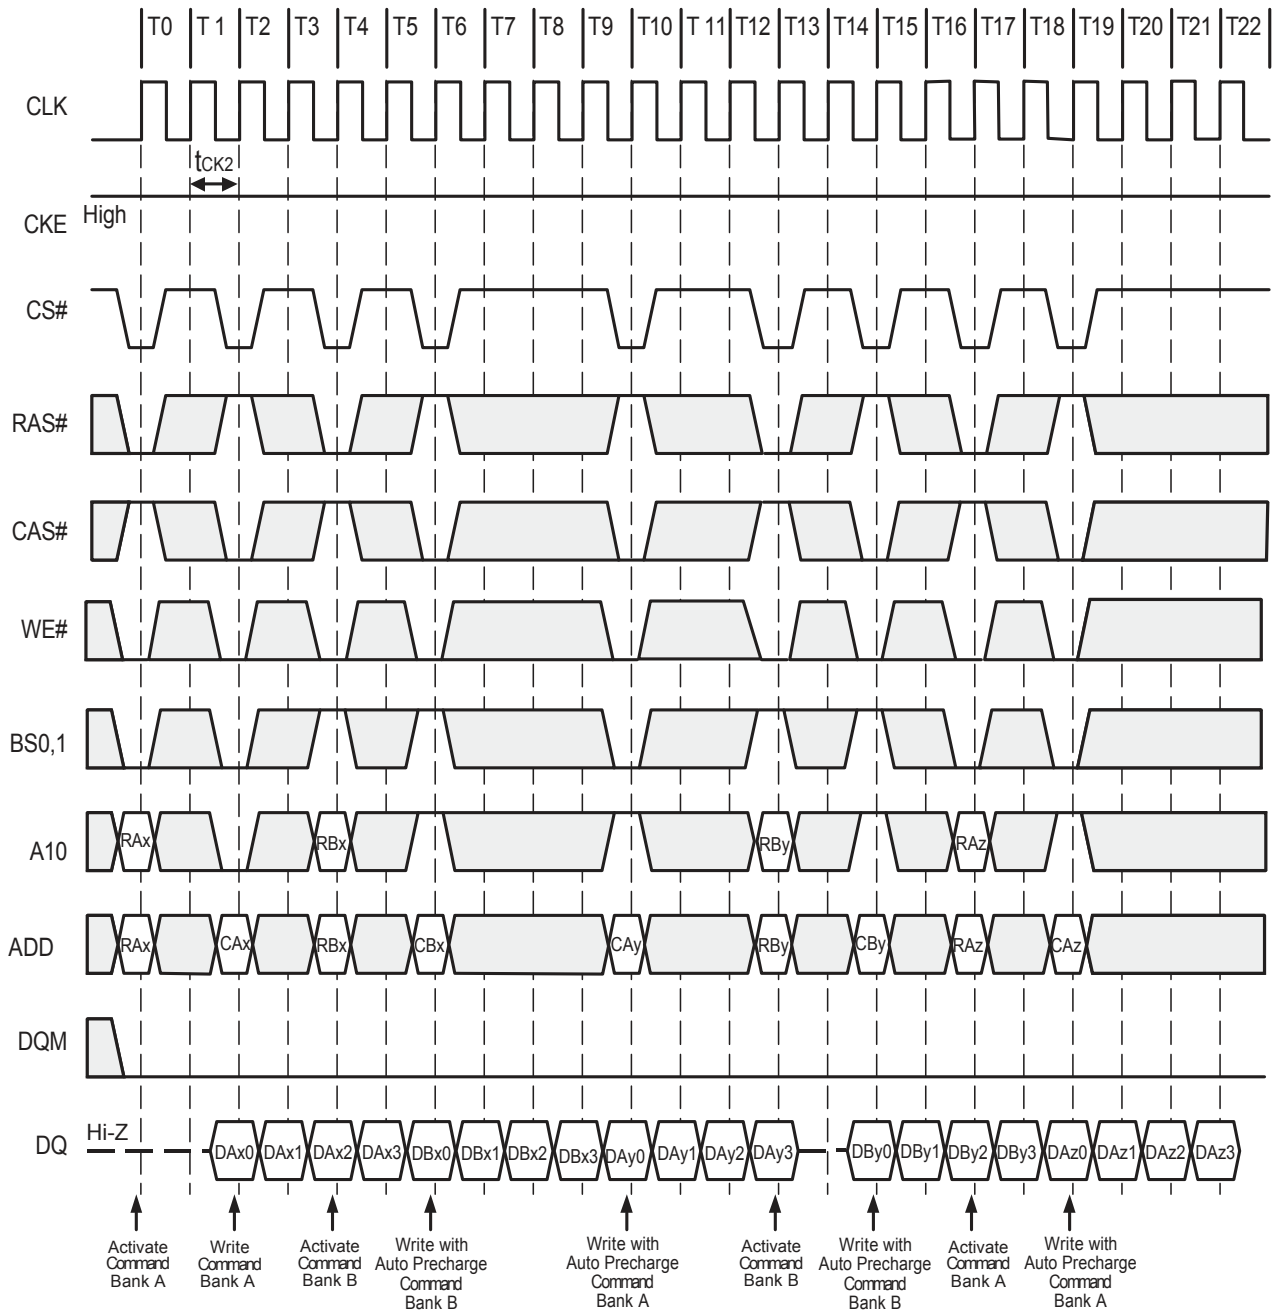 T0 T 1 T2 T3 T4 T5 T6 T7 T8 T9 T10 T 11 T12 T13 T14 T15 T16 T17 T18 T19 T20 T21 T22
CLK
tCK2
High
CKE
CS#
RAS#
CAS#
WE#
BS0,1
A10
RAx RBx RBy RAz
ADD
RAx CAx RBx CBx CAy RBy CBy RAz CAz
DQM
DQ
Hi-Z
DAx0 DAx1 DAx2 DAx3 DBx0 DBx1 DBx2 DBx3 DAy0 DAy1 DAy2 DAy3 DBy0 DBy1 DBy2 DBy3 DAz0 DAz1 DAz2 DAz3
Activate
Command
Bank A
Write
Command
Bank A
Activate
Command
Bank B
Write with
Auto Precharge
Command
Bank B
Write with
Auto Precharge
Command
Bank A
Activate
Command
Bank B
Write with
Auto Precharge
Command
Bank B
Activate
Command
Bank A
Write with
Auto Precharge
Command
Bank A